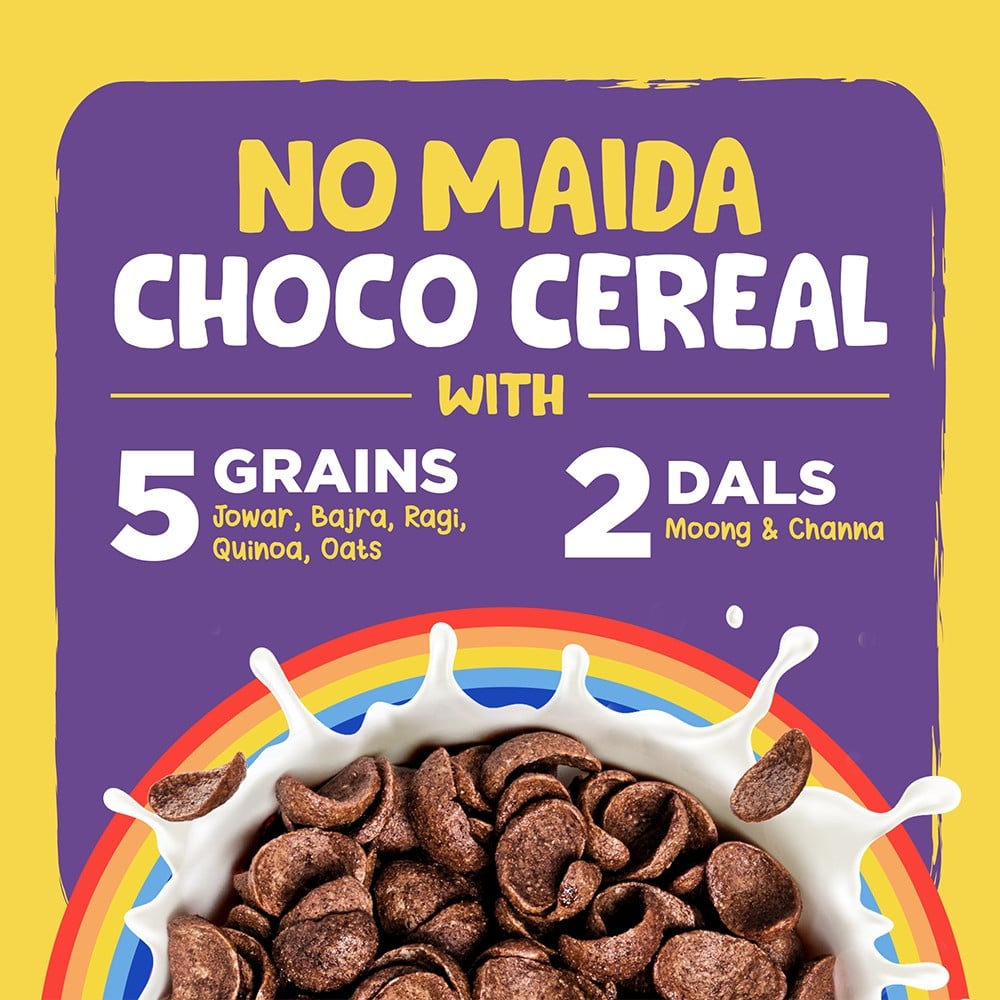 NO MAIDA
CHOCO CEREAL
WITH
5 GRAINS
Jowar, Bajra, Ragi,
Quinoa, Oats
2 DALS
Moong & Channa